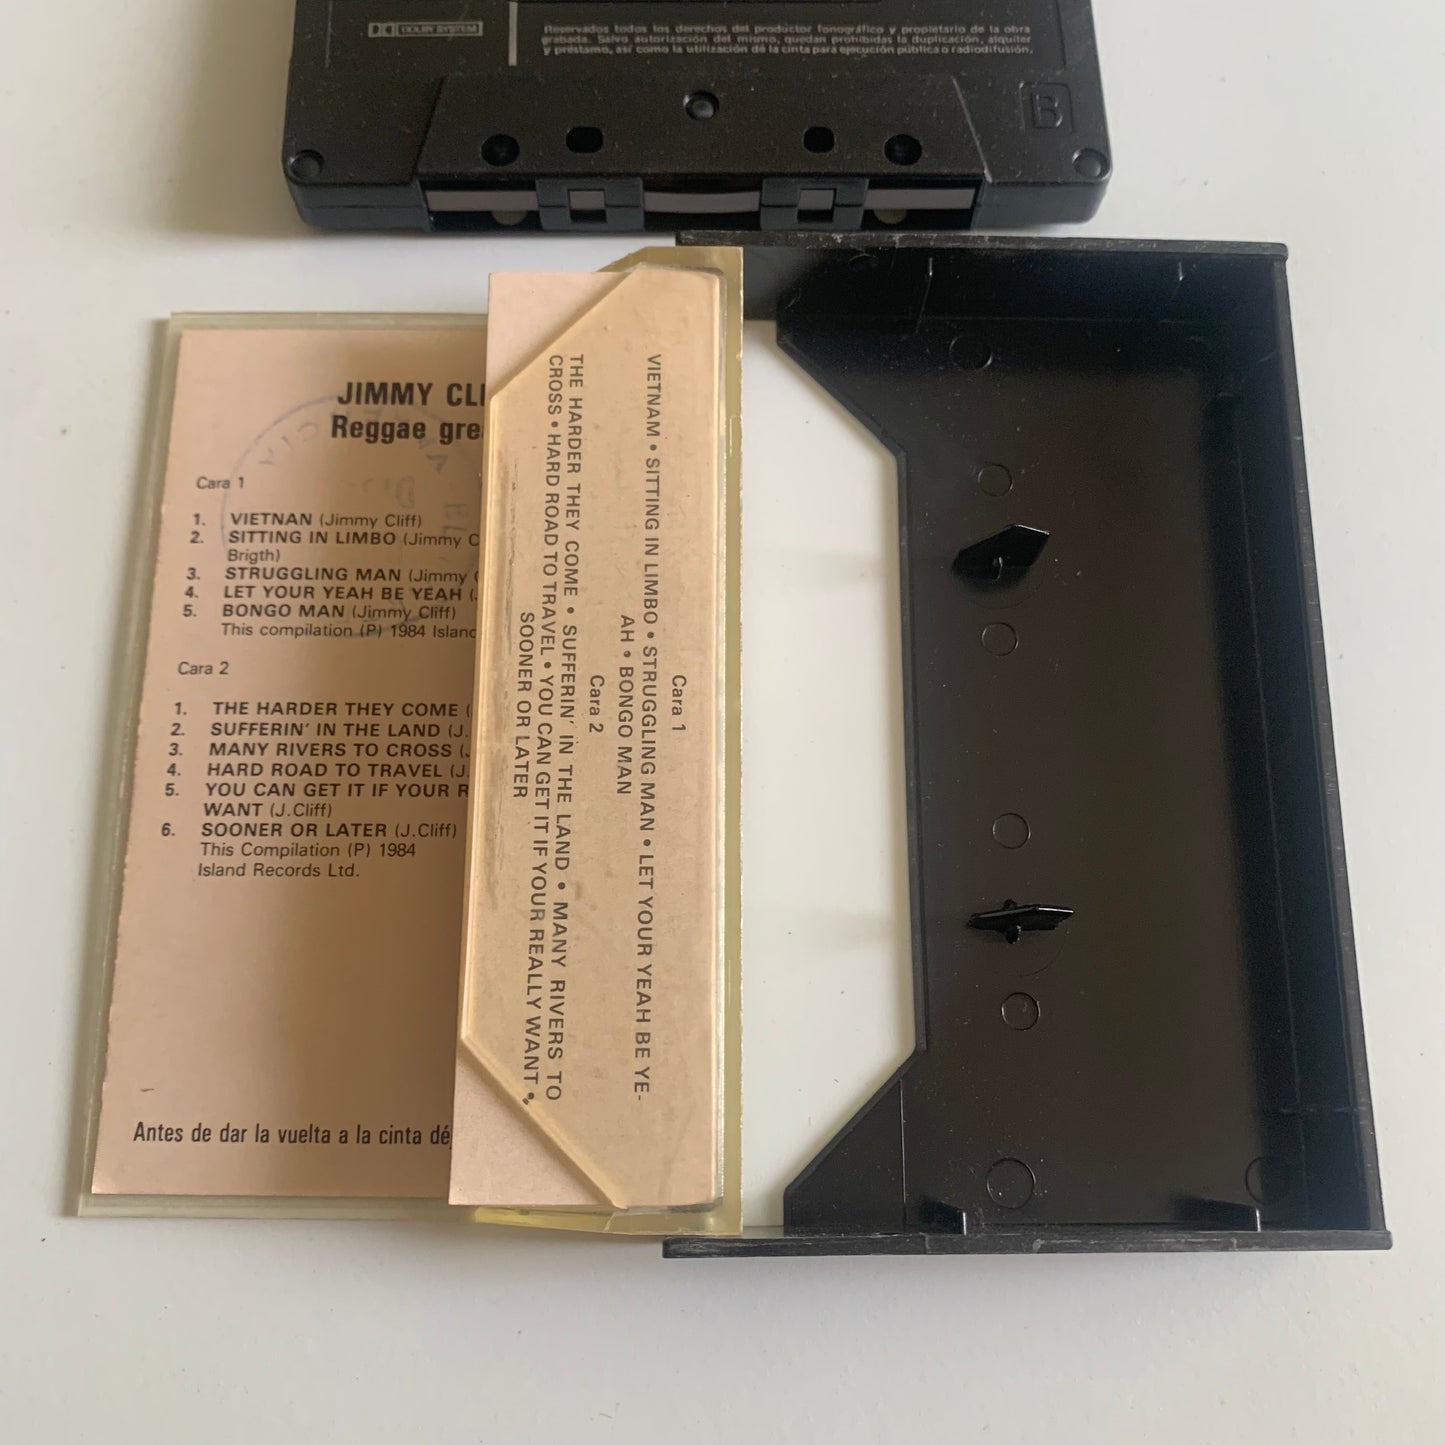 DOLBY SYSTEM
Reservados todos los derechos del productor fonográfico y propietario de la obra
grabada. Salvo autorización del mismo, quedan prohibidas la duplicación, alquiler
y préstamo, así como la utilización de la cinta para ejecución pública o radiodifusión.
B
JIMMY CLI
Reggae gre
Cara 1
1. VIETNAN (Jimmy Cliff)
2. SITTING IN LIMBO (Jimmy C
Brigth)
3. STRUGGLING MAN (Jimmy C
4. LET YOUR YEAH BE YEAH (J
5. BONGO MAN (Jimmy Cliff)
This compilation (P) 1984 Island
Cara 2
1. THE HARDER THEY COME (
2. SUFFERIN' IN THE LAND (J.
3. MANY RIVERS TO CROSS (J
4. HARD ROAD TO TRAVEL (J.
5. YOU CAN GET IT IF YOUR R
WANT (J.Cliff)
6. SOONER OR LATER (J.Cliff)
This Compilation (P) 1984
Island Records Ltd.
Antes de dar la vuelta a la cinta déj
Cara 1
VIETNAM • SITTING IN LIMBO • STRUGGLING MAN • LET YOUR YEAH BE YE-
AH • BONGO MAN
Cara 2
THE HARDER THEY COME • SUFFERIN' IN THE LAND • MANY RIVERS TO
CROSS • HARD ROAD TO TRAVEL • YOU CAN GET IT IF YOUR REALLY WANT •
SOONER OR LATER